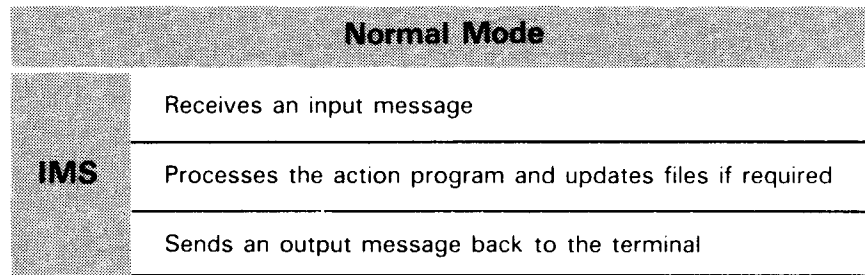 Normal Mode
Receives an input message
IMS
Processes the action program and updates files if required
Sends an output message back to the terminal